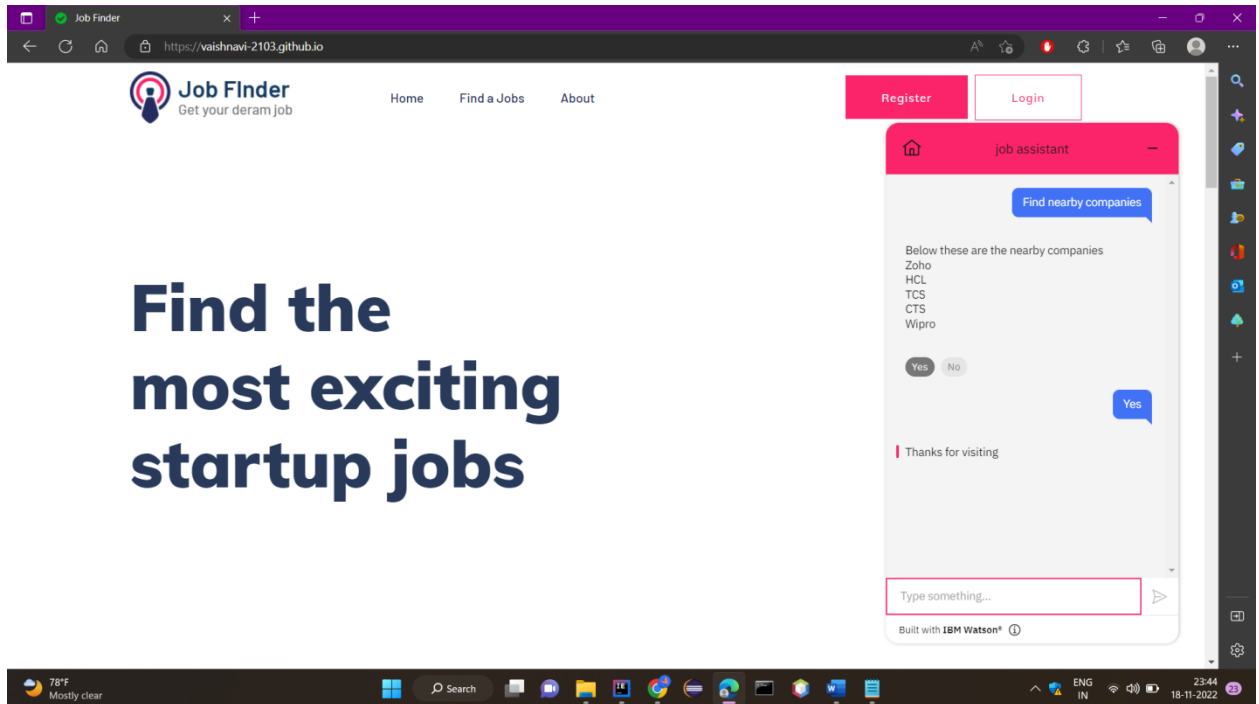 Job Finder
https://vaishnavi-2103.github.io
Job FInder
Get your deram job
Home
Find a Jobs
About
Register
Login
job assistant
Find nearby companies
Below these are the nearby companies
Zoho
HCL
TCS
CTS
Wipro
Yes
No
Yes
Thanks for visiting
Find the
most exciting
startup jobs
Type something...
Built with IBM Watson®
78°F
Mostly clear
Search
ENG
IN
23:44
18-11-2022
23